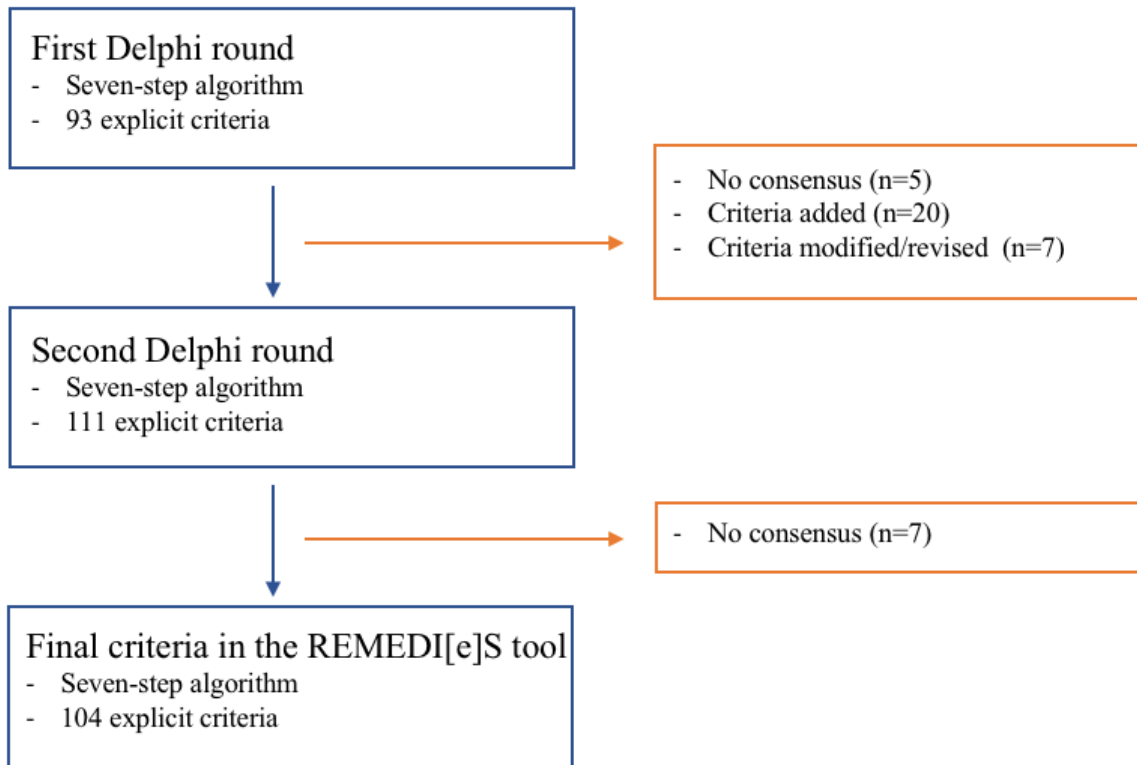 First Delphi round
- Seven-step algorithm
- 93 explicit criteria
- No consensus (n=5)
- Criteria added (n=20)
- Criteria modified/revised (n=7)
Second Delphi round
- Seven-step algorithm
- 111 explicit criteria
- No consensus (n=7)
Final criteria in the REMEDI[e]S tool
- Seven-step algorithm
- 104 explicit criteria